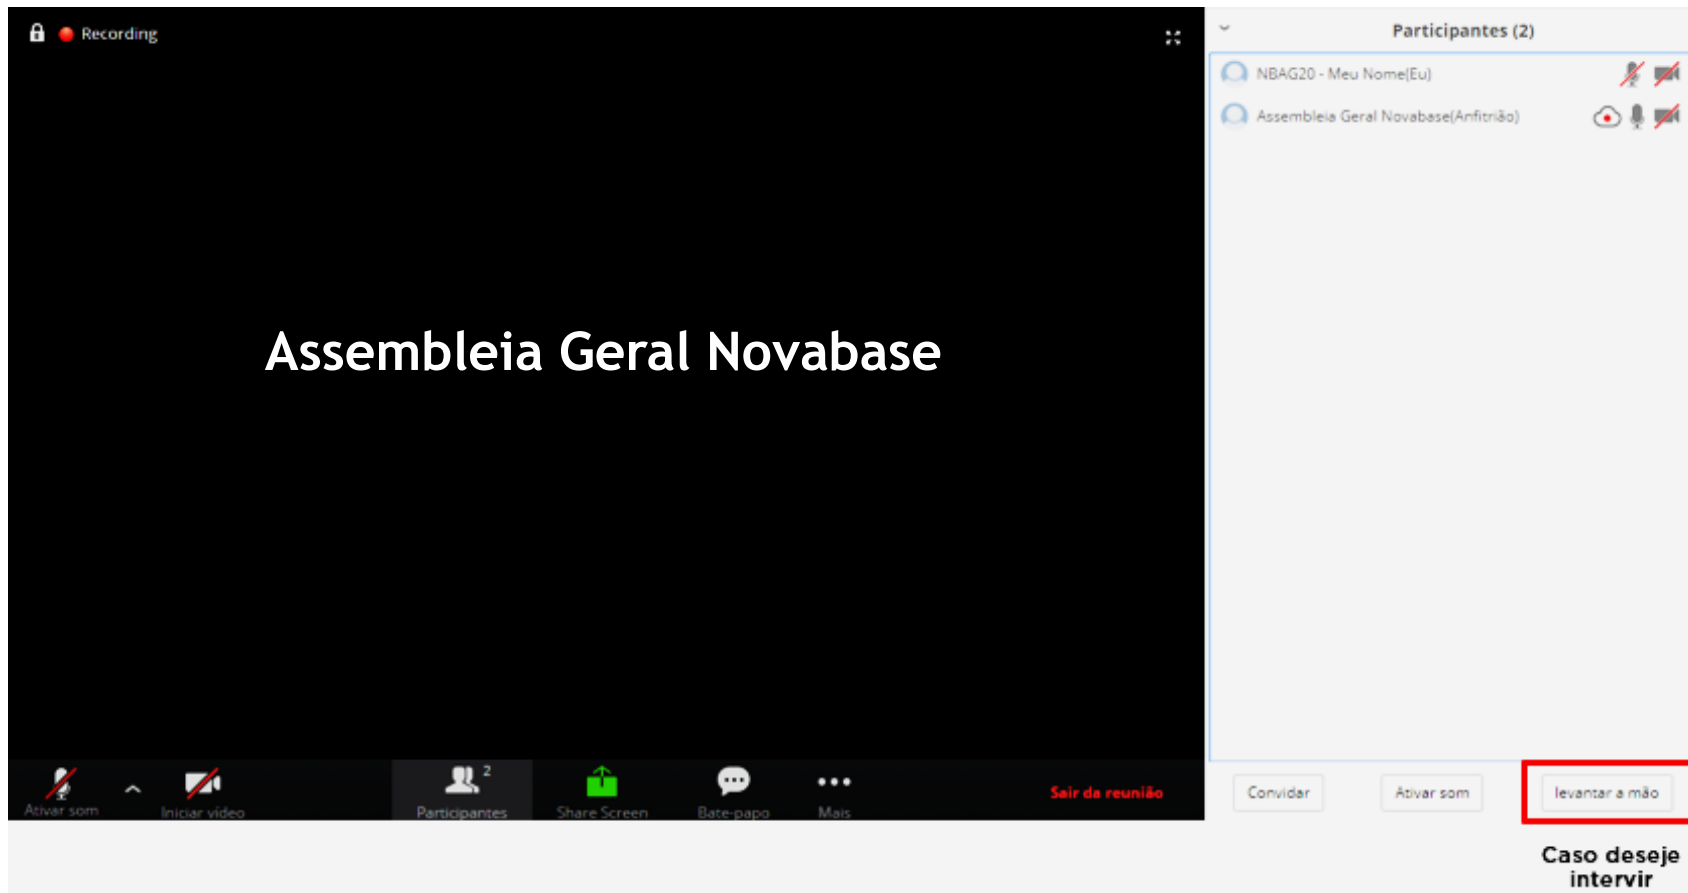 Recording
Participantes (2)
NBAG20 - Meu Nome(Eu)
Assembleia Geral Novabase(Anfitrião)
Assembleia Geral Novabase
2
Ativar som
Iniciar vídeo
Participantes
Share Screen
Bate-papo
Mais
Sair da reunião
Convidar
Ativar som
levantar a mão
Caso deseje
intervir